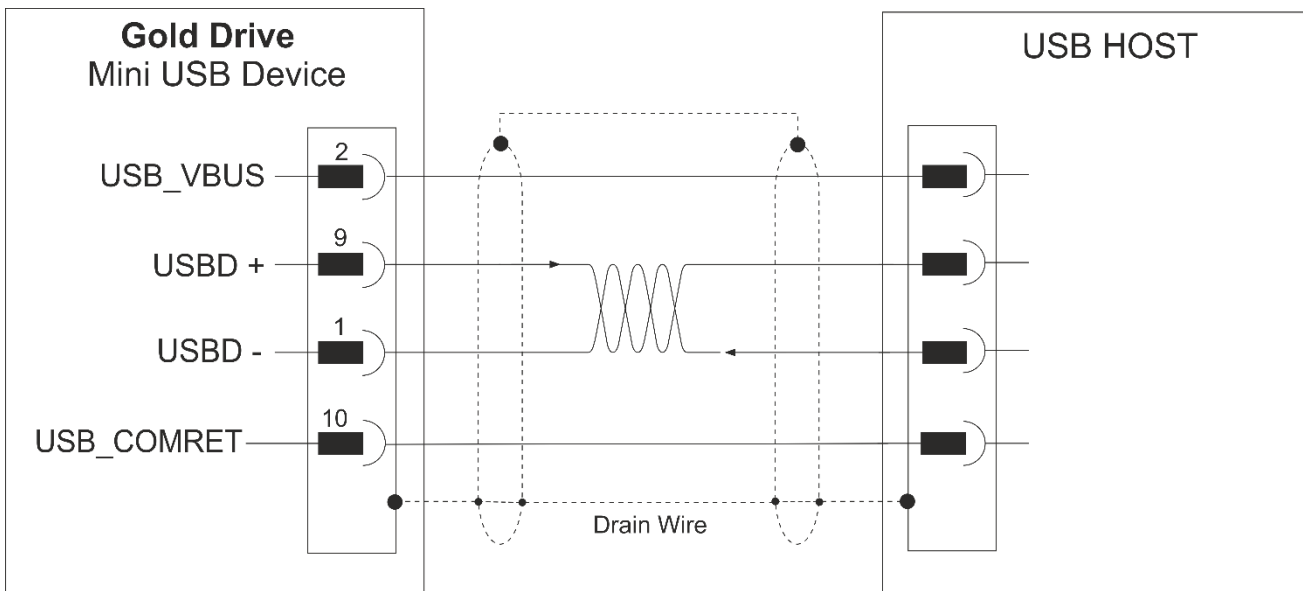 Gold Drive
Mini USB Device
USB HOST
USB_VBUS
2
USBD +
9
USBD -
1
USB_COMRET
10
Drain Wire